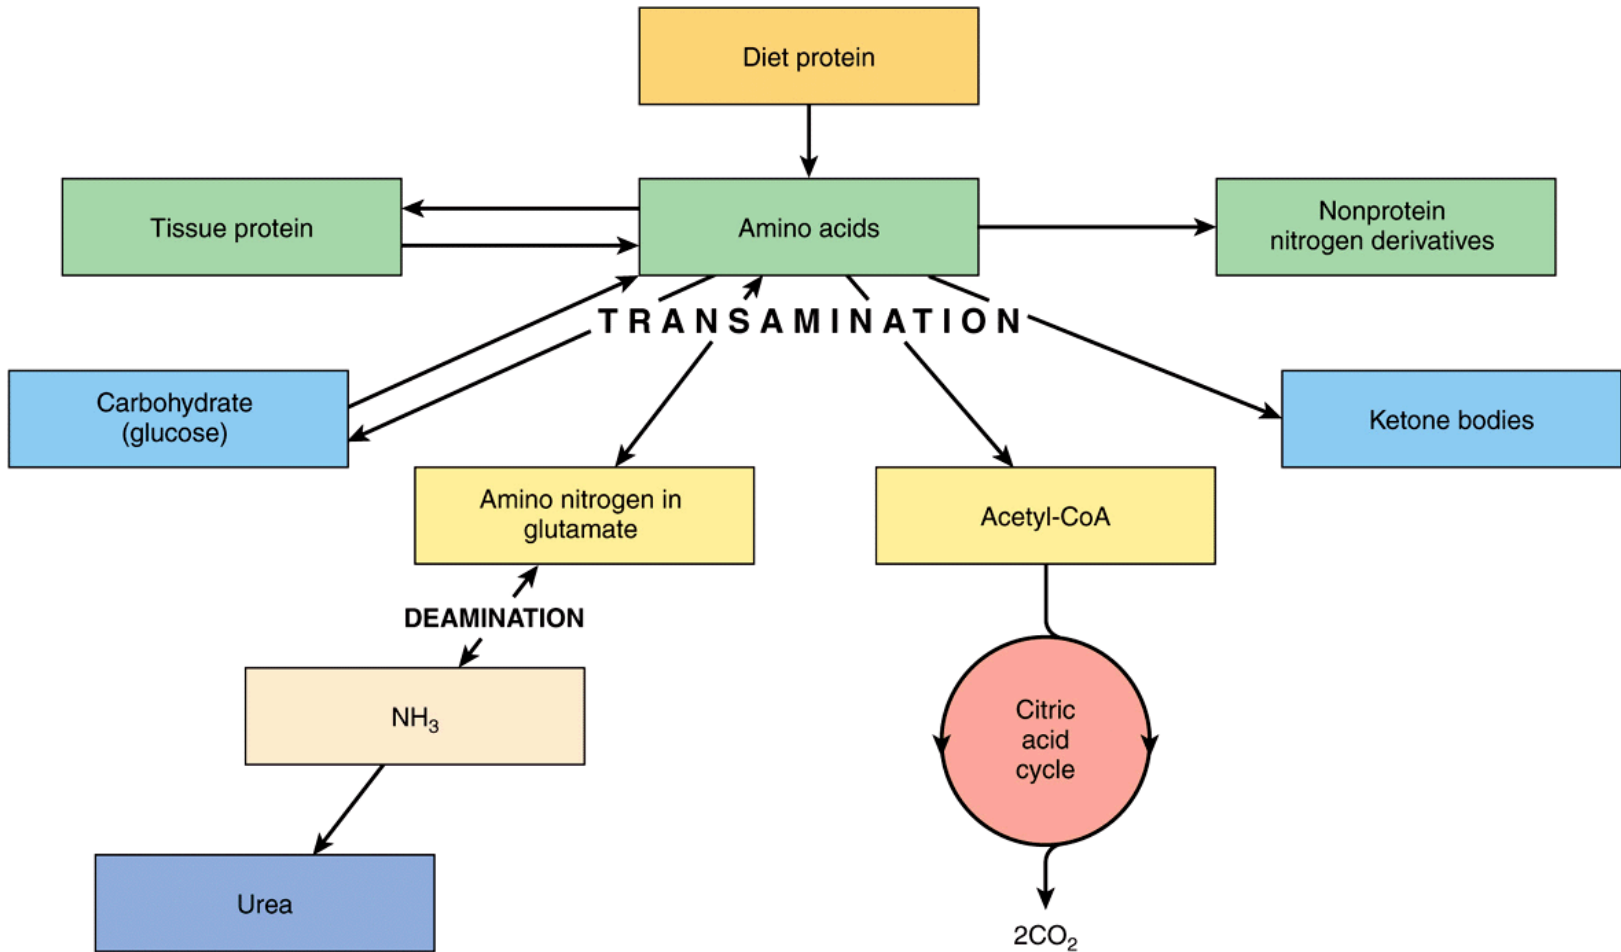 Diet protein
Tissue protein
Amino acids
Nonprotein
nitrogen derivatives
TRANSAMINATION
Carbohydrate
(glucose)
Ketone bodies
Amino nitrogen in
glutamate
Acetyl-CoA
DEAMINATION
NH₃
Citric
acid
cycle
Urea
2CO₂